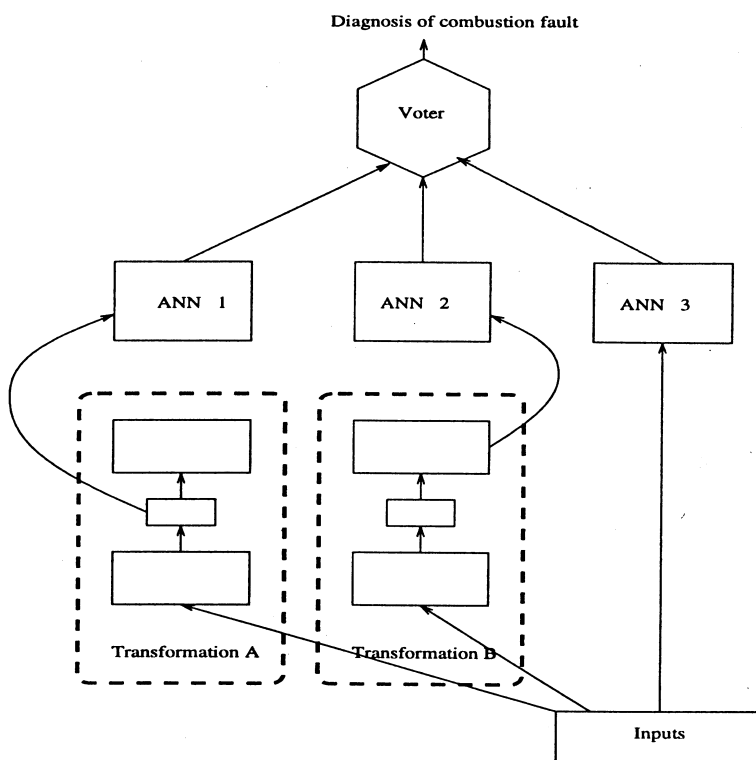 Diagnosis of combustion fault
Voter
ANN 1
ANN 2
ANN 3
Transformation A
Transformation B
Inputs